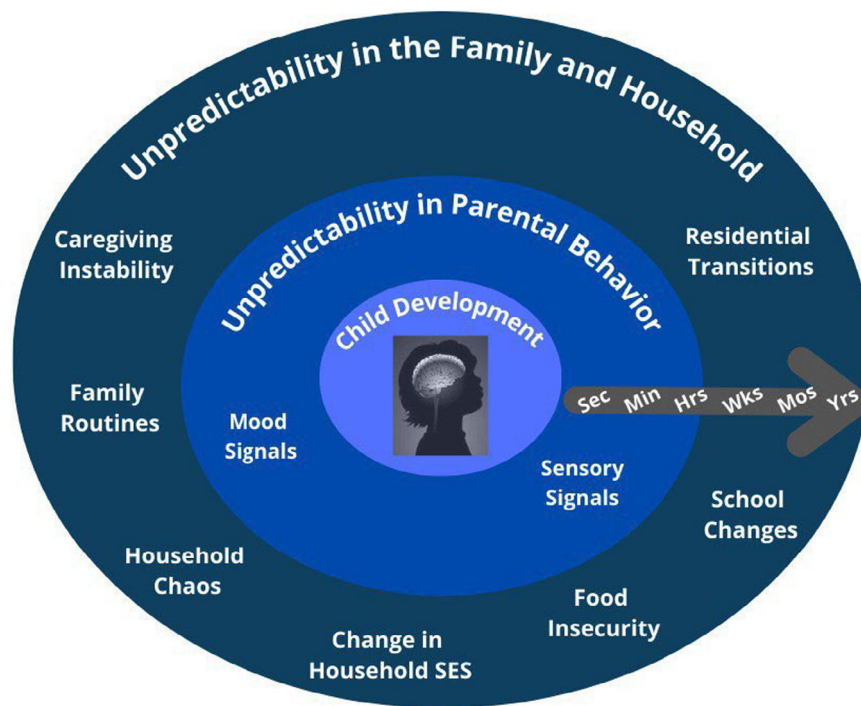 Unpredictability in the Family and Household
Unpredictability in Parental Behavior
Child Development
Caregiving
Instability
Residential
Transitions
Family
Routines
Mood
Signals
Sec Min Hrs Wks Mos Yrs
Sensory
Signals
School
Changes
Household
Chaos
Food
Insecurity
Change in
Household SES